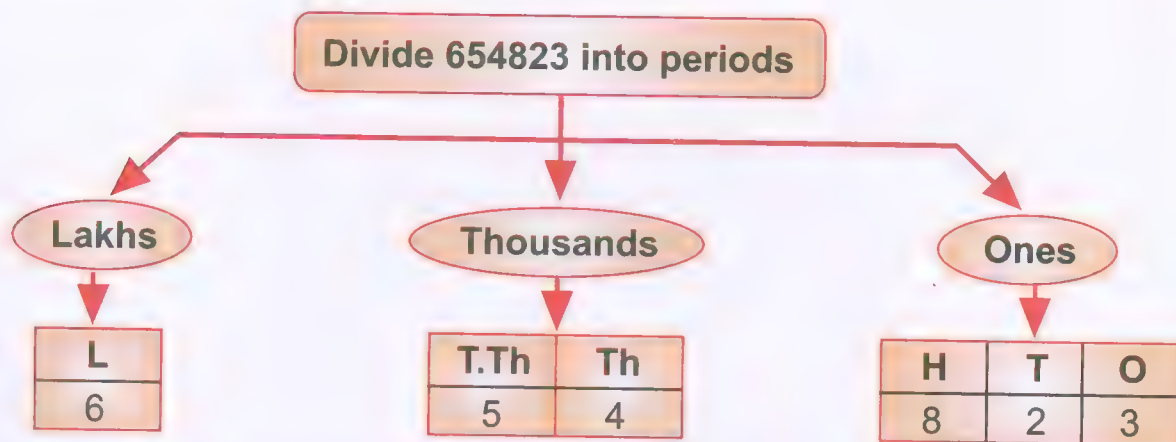 Divide 654823 into periods
Lakhs
Thousands
Ones
L
6
T.Th Th
5 4
H T O
8 2 3